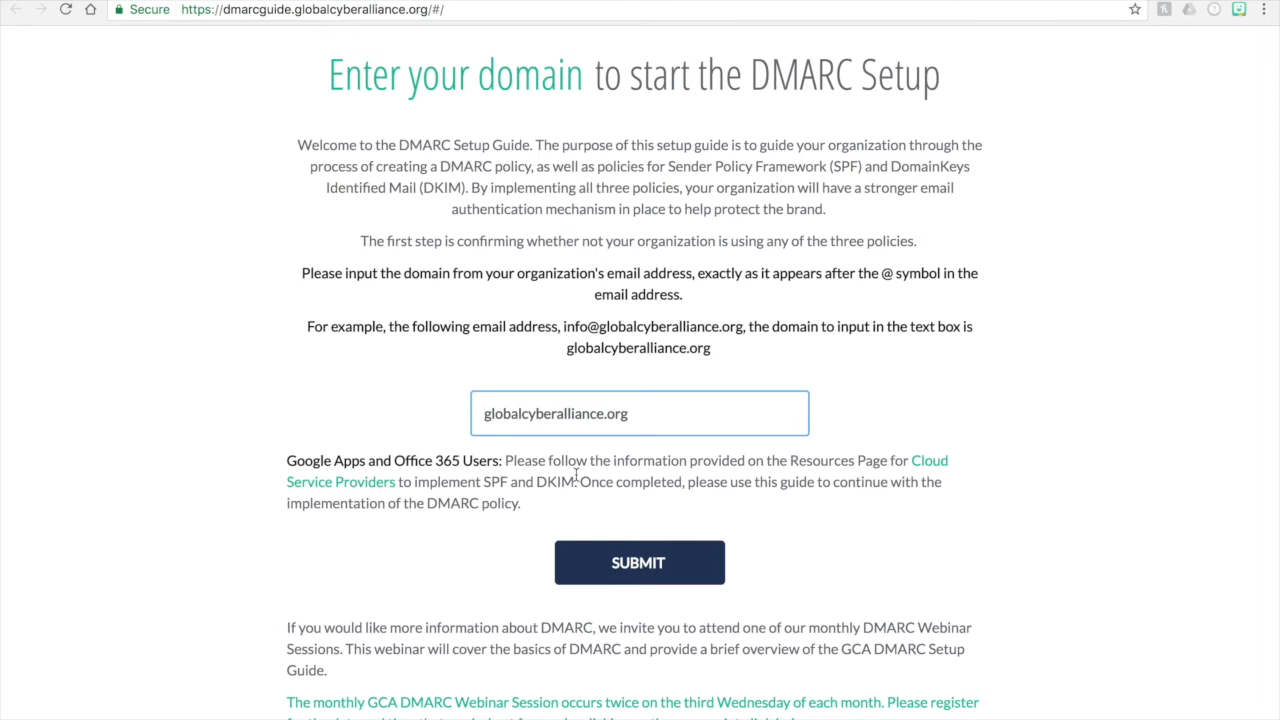 Secure https://dmarcguide.globalcyberalliance.org/#/
Enter your domain to start the DMARC Setup
Welcome to the DMARC Setup Guide. The purpose of this setup guide is to guide your organization through the
process of creating a DMARC policy, as well as policies for Sender Policy Framework (SPF) and DomainKeys
Identified Mail (DKIM). By implementing all three policies, your organization will have a stronger email
authentication mechanism in place to help protect the brand.
The first step is confirming whether not your organization is using any of the three policies.
Please input the domain from your organization's email address, exactly as it appears after the @ symbol in the
email address.
For example, the following email address, info@globalcyberalliance.org, the domain to input in the text box is
globalcyberalliance.org
globalcyberalliance.org
Google Apps and Office 365 Users: Please follow the information provided on the Resources Page for Cloud
Service Providers to implement SPF and DKIM. Once completed, please use this guide to continue with the
implementation of the DMARC policy.
SUBMIT
If you would like more information about DMARC, we invite you to attend one of our monthly DMARC Webinar
Sessions. This webinar will cover the basics of DMARC and provide a brief overview of the GCA DMARC Setup
Guide.
The monthly GCA DMARC Webinar Session occurs twice on the third Wednesday of each month. Please register